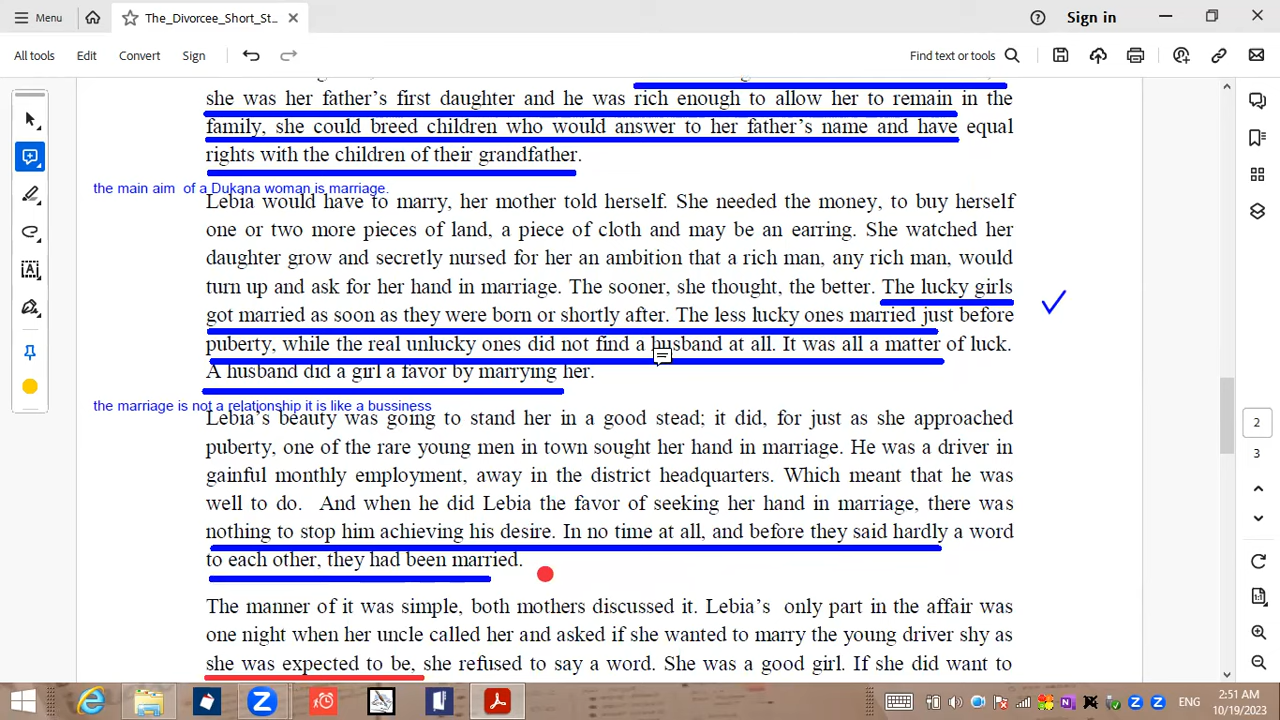 Menu
The_Divorcee_Short_St...
Sign in
All tools
Edit
Convert
Sign
Find text or tools
she was her father's first daughter and he was rich enough to allow her to remain in the
family, she could breed children who would answer to her father's name and have equal
rights with the children of their grandfather.
the main aim of a Dukana woman is marriage.
Lebia would have to marry, her mother told herself. She needed the money, to buy herself
one or two more pieces of land, a piece of cloth and may be an earring. She watched her
daughter grow and secretly nursed for her an ambition that a rich man, any rich man, would
turn up and ask for her hand in marriage. The sooner, she thought, the better. The lucky girls
got married as soon as they were born or shortly after. The less lucky ones married just before
puberty, while the real unlucky ones did not find a husband at all. It was all a matter of luck.
A husband did a girl a favor by marrying her.
the marriage is not a relationship it is like a bussiness
Lebia's beauty was going to stand her in a good stead; it did, for just as she approached
puberty, one of the rare young men in town sought her hand in marriage. He was a driver in
gainful monthly employment, away in the district headquarters. Which meant that he was
well to do. And when he did Lebia the favor of seeking her hand in marriage, there was
nothing to stop him achieving his desire. In no time at all, and before they said hardly a word
to each other, they had been married.
The manner of it was simple, both mothers discussed it. Lebia's only part in the affair was
one night when her uncle called her and asked if she wanted to marry the young driver shy as
she was expected to be, she refused to say a word. She was a good girl. If she did want to
2
3
ENG
2:51 AM
10/19/2023